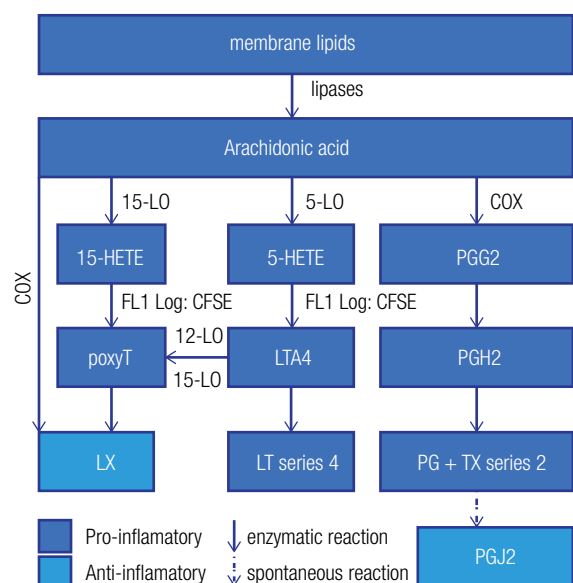 membrane lipids
lipases
Arachidonic acid
15-LO
5-LO
COX
15-HETE
5-HETE
PGG2
COX
FL1 Log: CFSE
FL1 Log: CFSE
12-LO
poxyT
LTA4
PGH2
15-LO
LX
LT series 4
PG + TX series 2
Pro-inflamatory
enzymatic reaction
PGJ2
Anti-inflamatory
spontaneous reaction